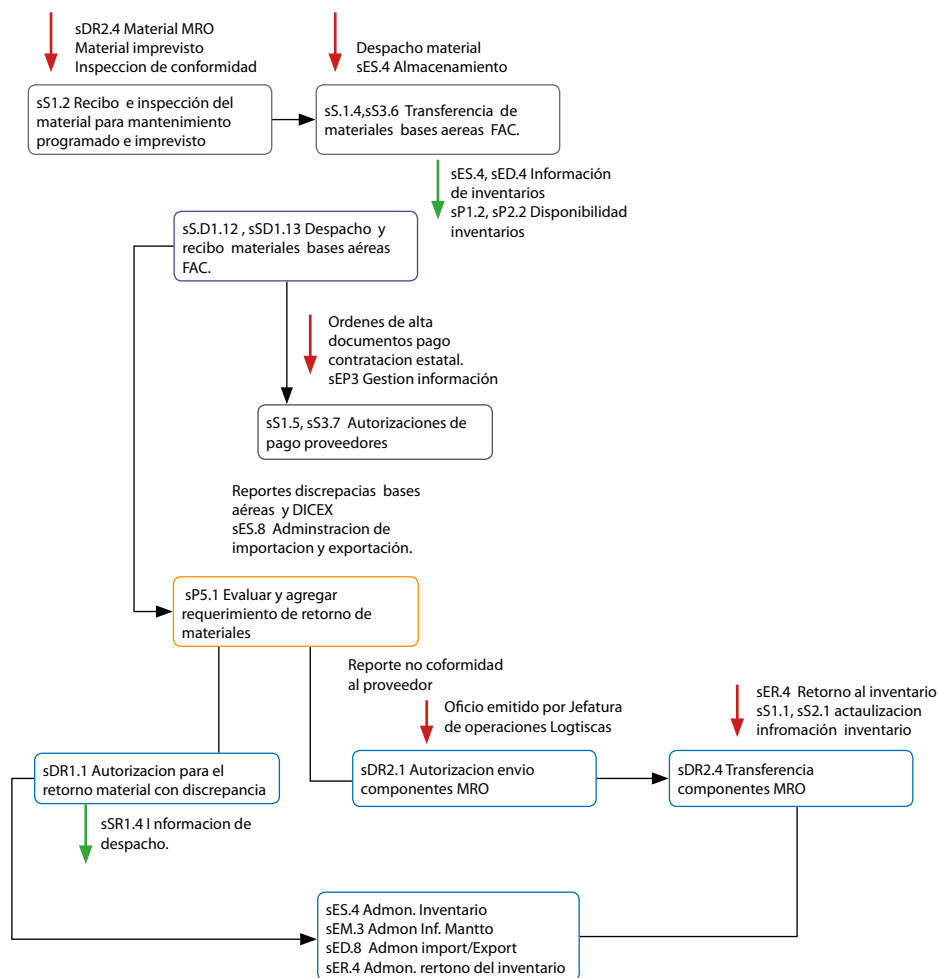 sDR2.4 Material MRO
Material imprevisto
Inspeccion de conformidad
Despacho material
sES.4 Almacenamiento
sS1.2 Recibo e inspección del
material para mantenimiento
programado e imprevisto
sS.1.4,sS3.6 Transferencia de
materiales bases aereas FAC.
sES.4, sED.4 Información
de inventarios
sP1.2, sP2.2 Disponibilidad
inventarios
sS.D1.12 , sSD1.13 Despacho y
recibo materiales bases aéreas
FAC.
Ordenes de alta
documentos pago
contratacion estatal.
sEP3 Gestion información
sS1.5, sS3.7 Autorizaciones de
pago proveedores
Reportes discrepacias bases
aéreas y DICEX
sES.8 Adminstracion de
importacion y exportación.
sP5.1 Evaluar y agregar
requerimiento de retorno de
materiales
Reporte no coformidad
al proveedor
Oficio emitido por Jefatura
de operaciones Logtiscas
sER.4 Retorno al inventario
sS1.1, sS2.1 actaulizacion
infromación inventario
sDR1.1 Autorizacion para el
retorno material con discrepancia
sDR2.1 Autorizacion envio
componentes MRO
sDR2.4 Transferencia
componentes MRO
sSR1.4 I nformacion de
despacho.
sES.4 Admon. Inventario
sEM.3 Admon Inf. Mantto
sED.8 Admon import/Export
sER.4 Admon. rertono del inventario